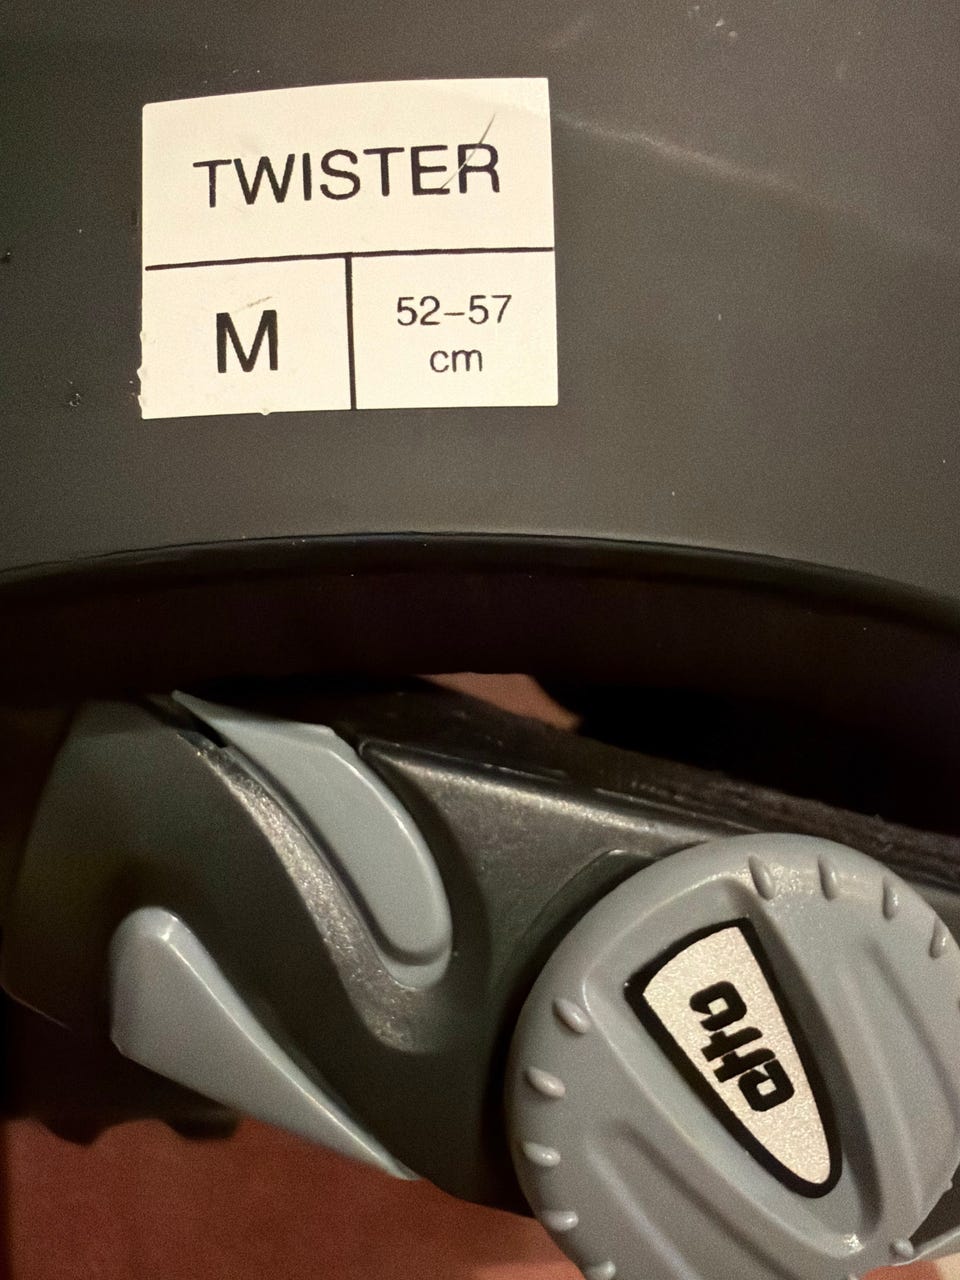 TWISTER
M
52–57
cm
alto